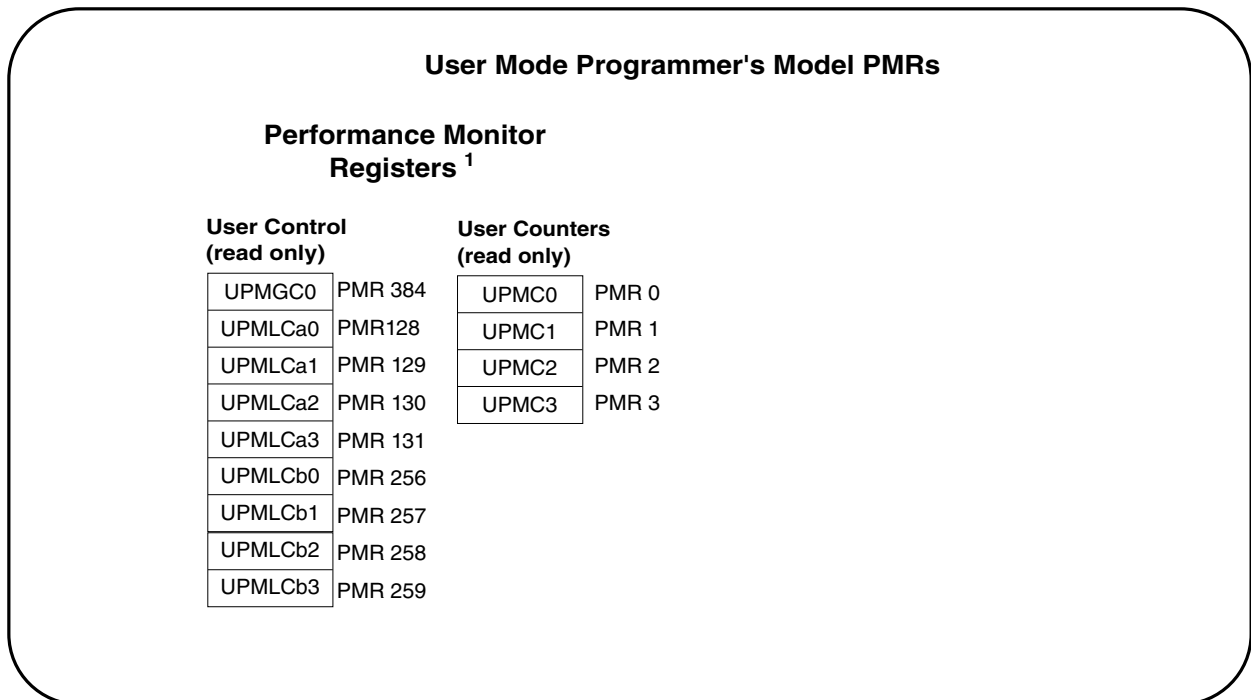 User Mode Programmer's Model PMRs
Performance Monitor
Registers 1
User Control
(read only)
UPMGC0 PMR 384
UPMLCa0 PMR128
UPMLCa1 PMR 129
UPMLCa2 PMR 130
UPMLCa3 PMR 131
UPMLCb0 PMR 256
UPMLCb1 PMR 257
UPMLCb2 PMR 258
UPMLCb3 PMR 259
User Counters
(read only)
UPMC0 PMR 0
UPMC1 PMR 1
UPMC2 PMR 2
UPMC3 PMR 3